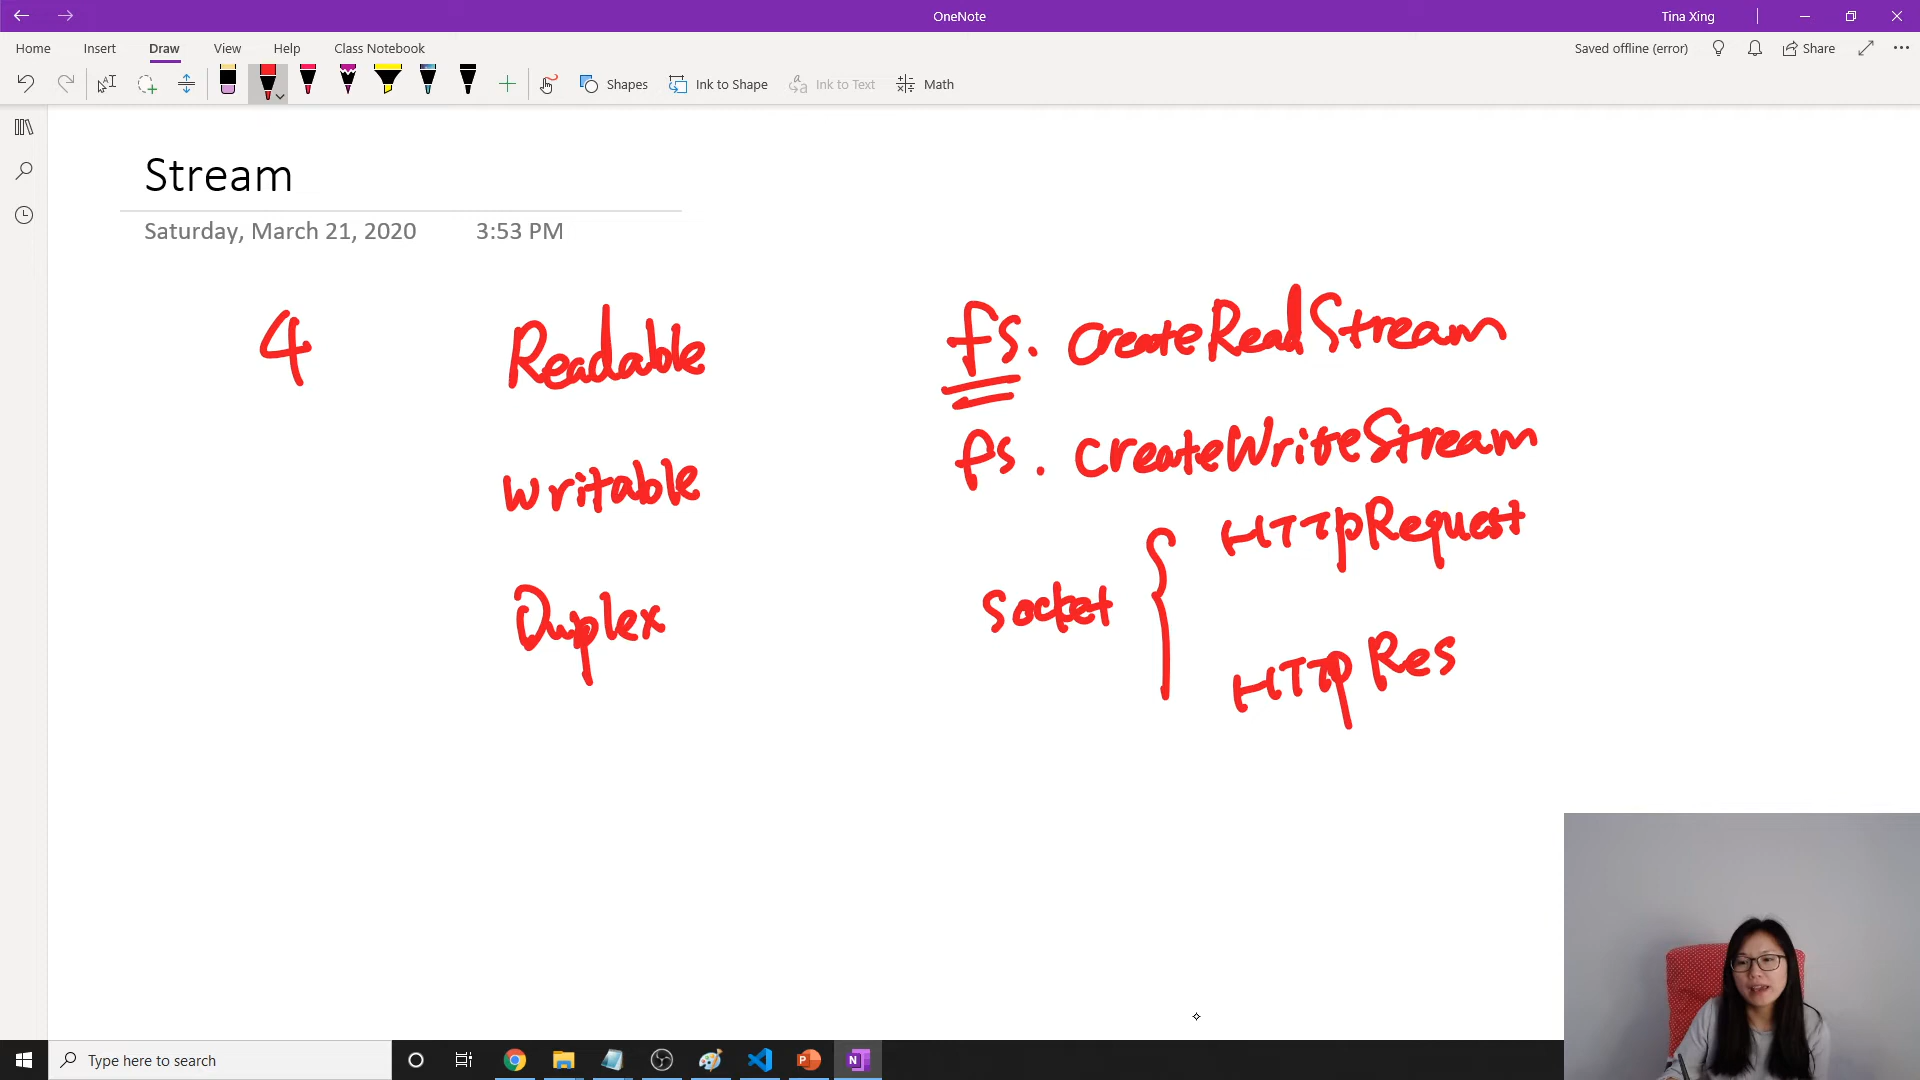 OneNote
Tina Xing
Home Insert Draw View Help Class Notebook
Saved offline (error) Share
Shapes Ink to Shape Ink to Text Math
Stream
Saturday, March 21, 2020 3:53 PM
4 Readable fs. createReadStream
writable fs. createWriteStream
HTTpRequest
Duplex socket
HTTp Res
Type here to search